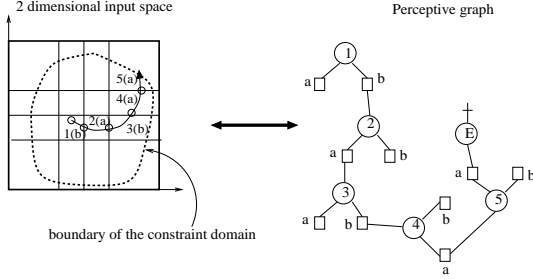 2 dimensional input space
Perceptive graph
5(a)
4(a)
2(a)
1(b)
3(b)
boundary of the constraint domain
1
a
b
2
a
b
E
3
a
b
a
b
5
4
b
a